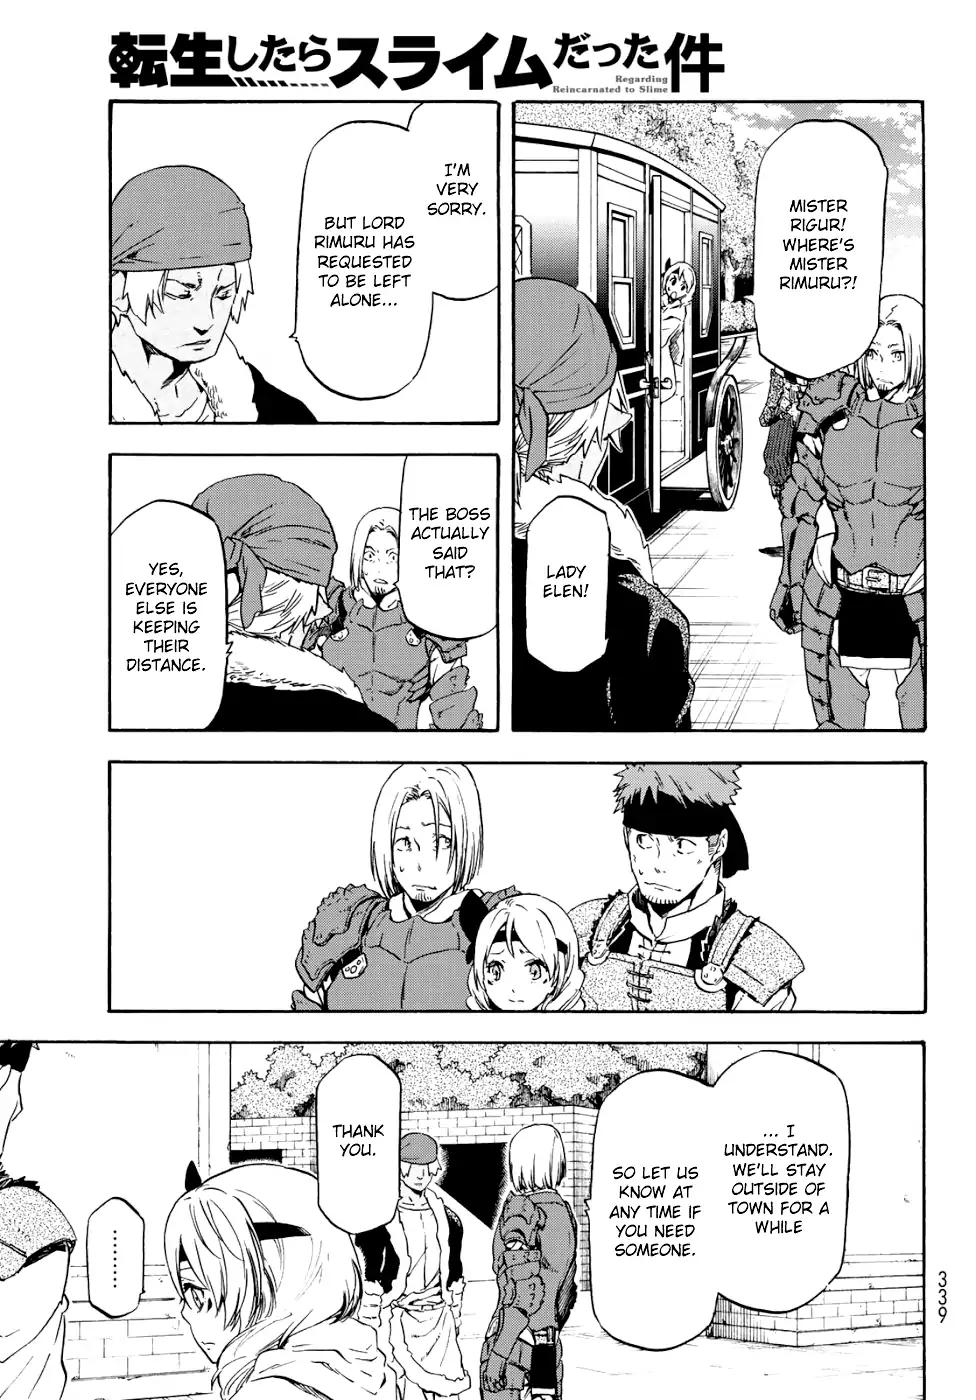 転生したらスライムだった件
Regarding
Reincarnated to Slime
MISTER
RIGUR!
WHERE'S
MISTER
RIMURU?!
LADY
ELEN!
I'M
VERY
SORRY.
BUT LORD
RIMURU HAS
REQUESTED
TO BE LEFT
ALONE...
THE BOSS
ACTUALLY
SAID
THAT?
YES,
EVERYONE
ELSE IS
KEEPING
THEIR
DISTANCE.
... I
UNDERSTAND.
WE'LL STAY
OUTSIDE OF
TOWN FOR A
WHILE
SO LET US
KNOW AT
ANY TIME IF
YOU NEED
SOMEONE.
THANK
YOU.
........
339